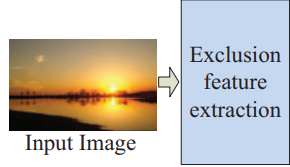 Exclusion
feature
extraction
Input Image